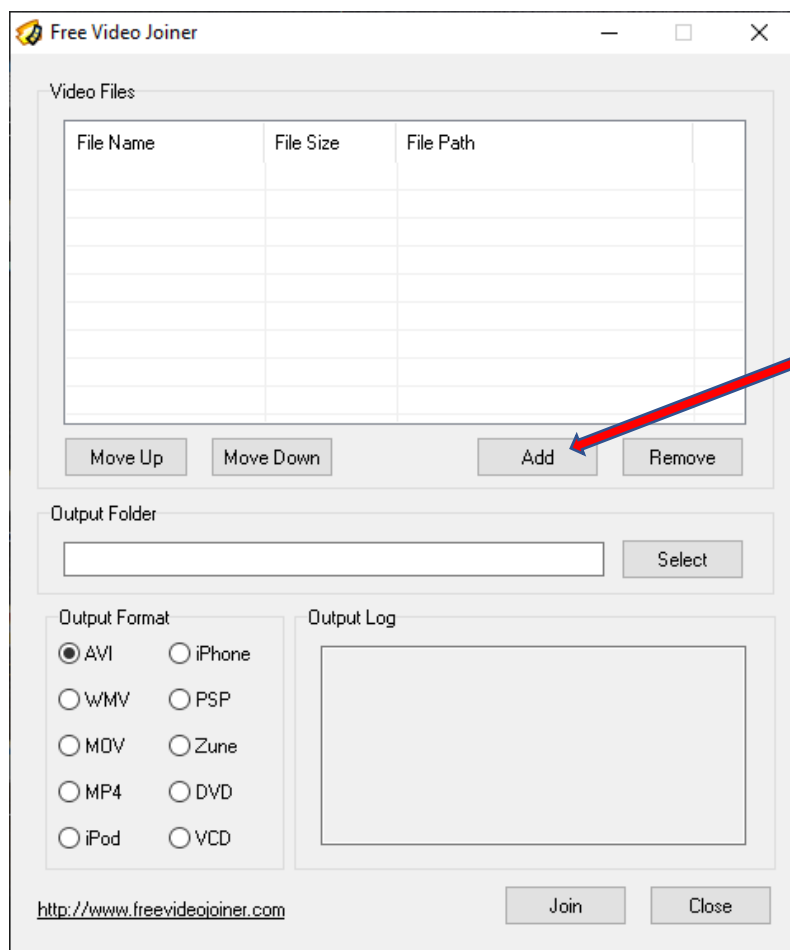 Free Video Joiner
Video Files
File Name File Size File Path
Move Up Move Down Add Remove
Output Folder
Select
Output Format Output Log
AVI iPhone
WMV PSP
MOV Zune
MP4 DVD
iPod VCD
http://www.freevideojoiner.com Join Close